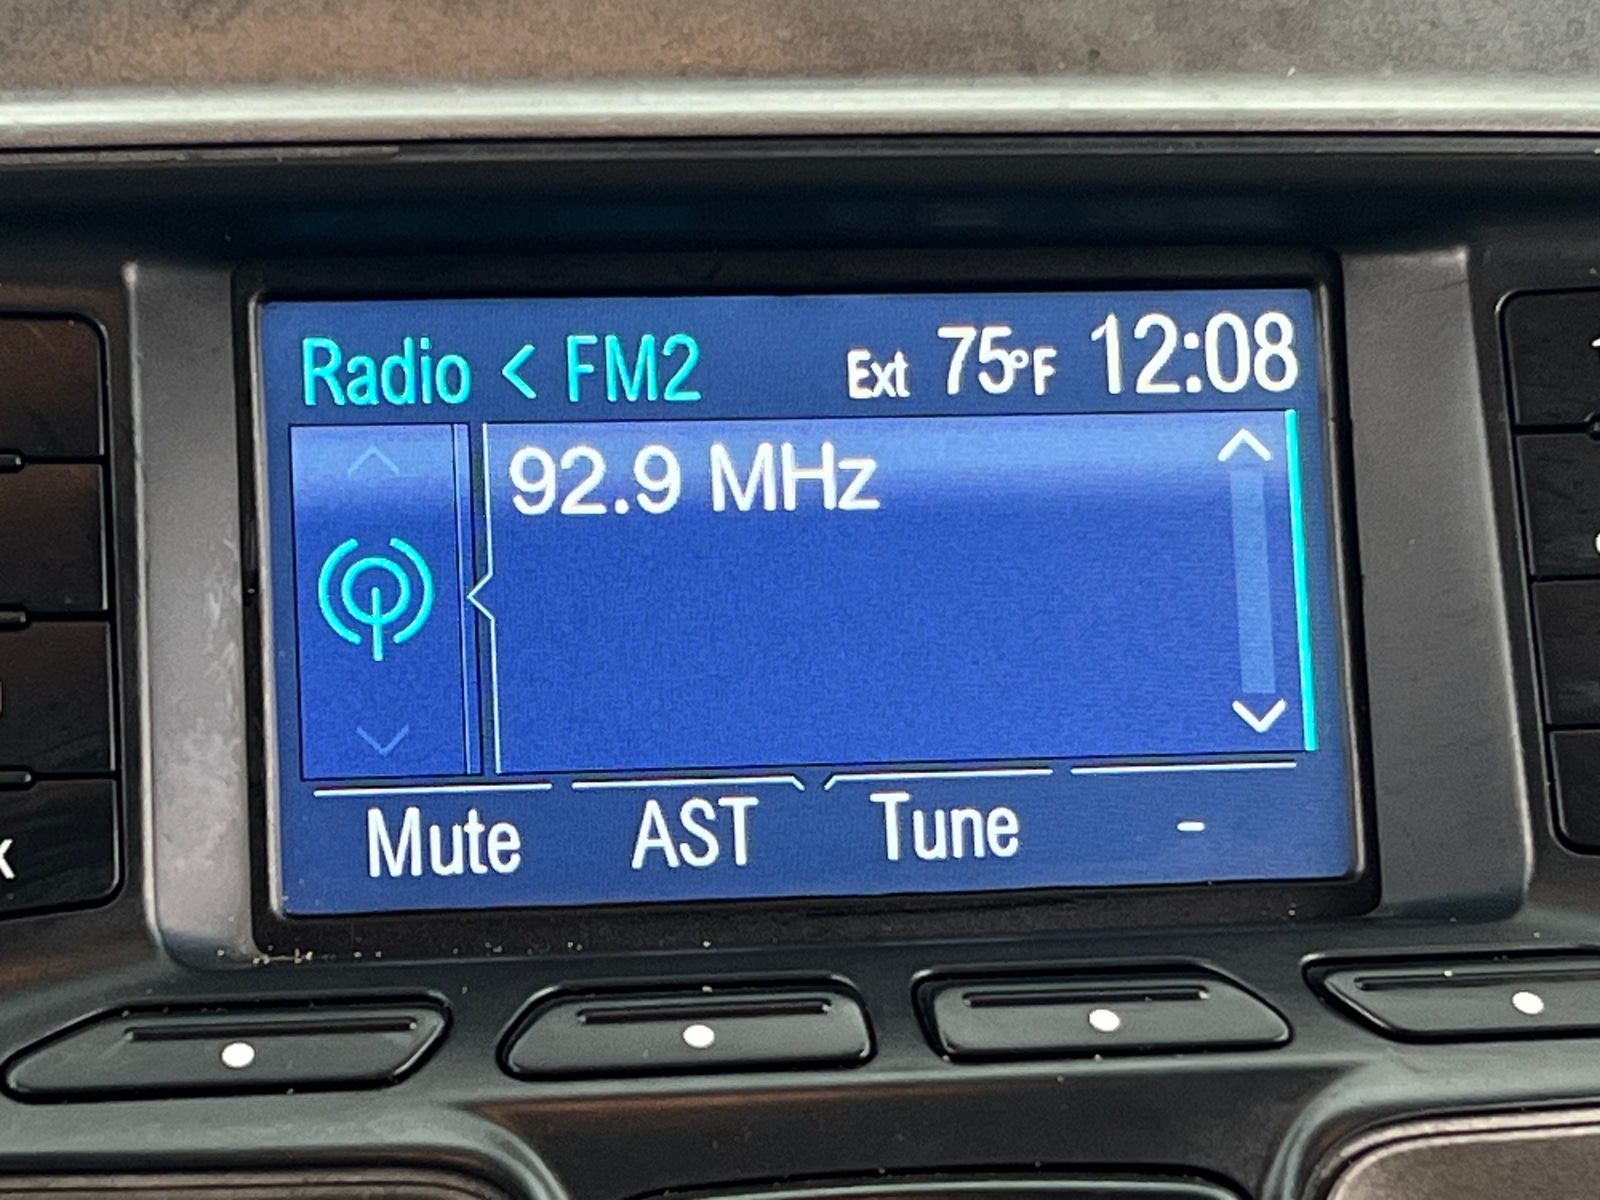 Radio < FM2 Ext 75°F 12:08
92.9 MHz
Mute AST Tune -